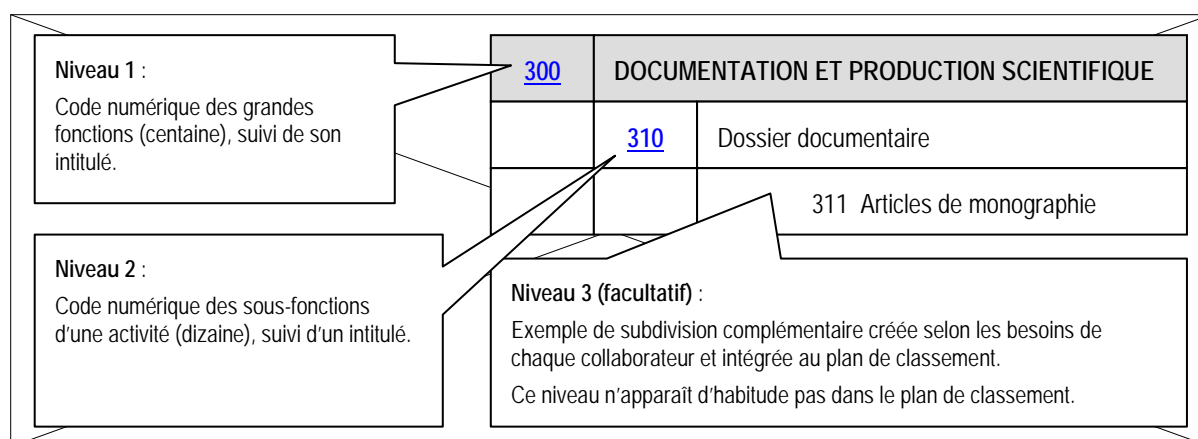 Niveau 1 :
Code numérique des grandes
fonctions (centaine), suivi de son
intitulé.
300 DOCUMENTATION ET PRODUCTION SCIENTIFIQUE
310 Dossier documentaire
311 Articles de monographie
Niveau 2 :
Code numérique des sous-fonctions
d'une activité (dizaine), suivi d'un intitulé.
Niveau 3 (facultatif) :
Exemple de subdivision complémentaire créée selon les besoins de
chaque collaborateur et intégrée au plan de classement.
Ce niveau n'apparaît d'habitude pas dans le plan de classement.